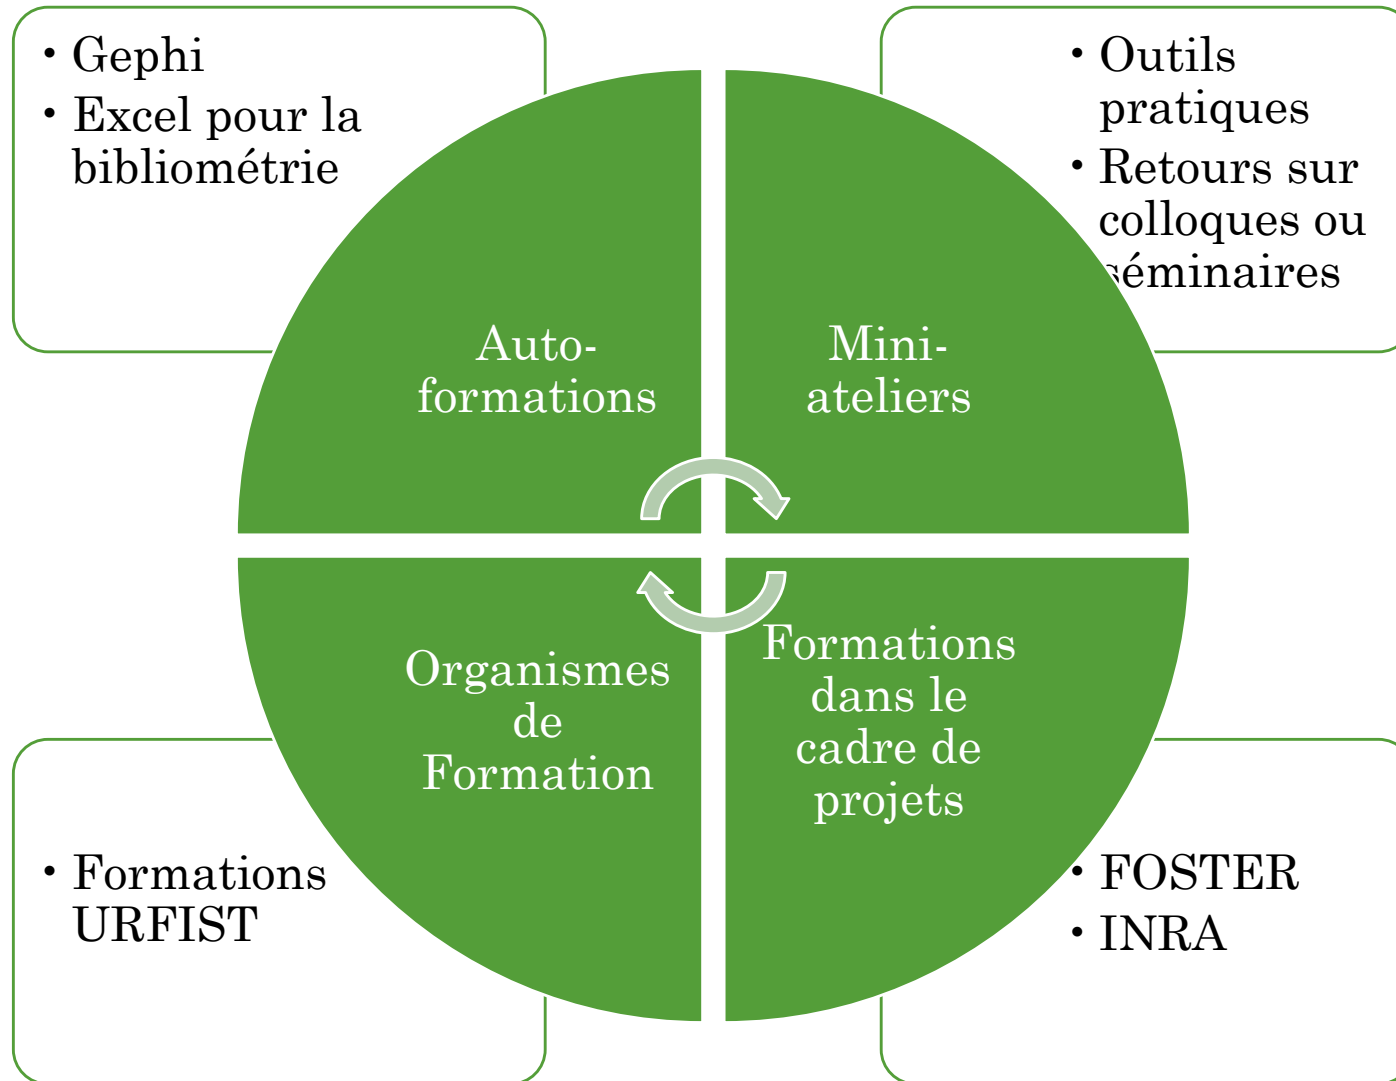 • Gephi
• Excel pour la
bibliométrie
• Outils
pratiques
• Retours sur
colloques ou
séminaires
Auto-
formations
Mini-
ateliers
Organismes
de
Formation
Formations
dans le
cadre de
projets
• Formations
URFIST
• FOSTER
• INRA